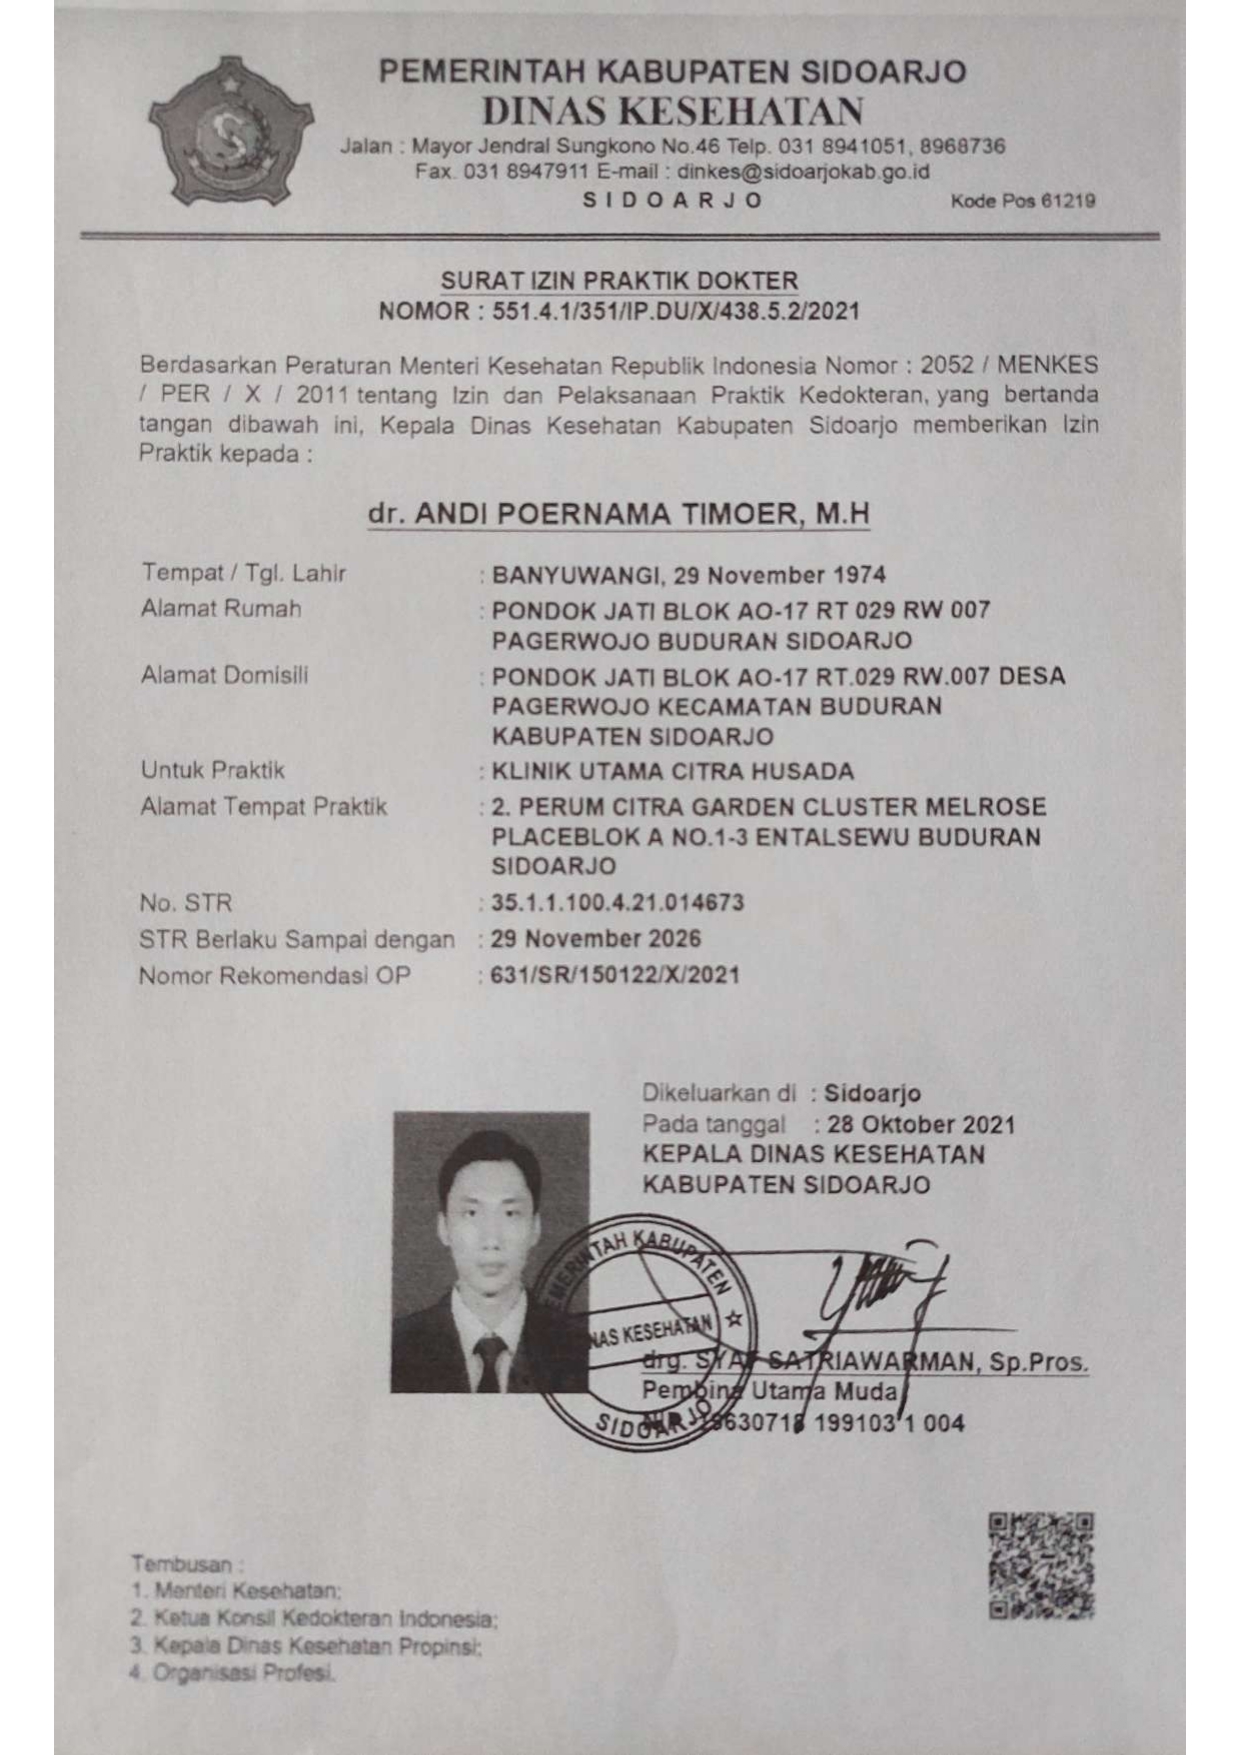 PEMERINTAH KABUPATEN SIDOARJO
DINAS KESEHATAN
Jalan : Mayor Jendral Sungkono No.46 Telp. 031 8941051, 8968736
Fax. 031 8947911 E-mail : dinkes@sidoarjokab.go.id
SIDOARJO Kode Pos 61219
SURAT IZIN PRAKTIK DOKTER
NOMOR : 551.4.1/351/IP.DU/X/438.5.2/2021
Berdasarkan Peraturan Menteri Kesehatan Republik Indonesia Nomor : 2052 / MENKES
/ PER / X / 2011 tentang Izin dan Pelaksanaan Praktik Kedokteran, yang bertanda
tangan dibawah ini, Kepala Dinas Kesehatan Kabupaten Sidoarjo memberikan Izin
Praktik kepada :
dr. ANDI POERNAMA TIMOER, M.H
Tempat / Tgl. Lahir : BANYUWANGI, 29 November 1974
Alamat Rumah : PONDOK JATI BLOK AO-17 RT 029 RW 007
PAGERWOJO BUDURAN SIDOARJO
Alamat Domisili : PONDOK JATI BLOK AO-17 RT.029 RW.007 DESA
PAGERWOJO KECAMATAN BUDURAN
KABUPATEN SIDOARJO
Untuk Praktik : KLINIK UTAMA CITRA HUSADA
Alamat Tempat Praktik : 2. PERUM CITRA GARDEN CLUSTER MELROSE
PLACEBLOK A NO.1-3 ENTALSEWU BUDURAN
SIDOARJO
No. STR : 35.1.1.100.4.21.014673
STR Berlaku Sampai dengan : 29 November 2026
Nomor Rekomendasi OP : 631/SR/150122/X/2021
Dikeluarkan di : Sidoarjo
Pada tanggal : 28 Oktober 2021
KEPALA DINAS KESEHATAN
KABUPATEN SIDOARJO
PEMERINTAH KABUPATEN
DINAS KESEHATAN
SIDOARJO
drg. SYAF SATRIAWARMAN, Sp.Pros.
Pembina Utama Muda
NIP 19630718 199103 1 004
Tembusan :
1. Menteri Kesehatan;
2. Ketua Konsil Kedokteran Indonesia;
3. Kepala Dinas Kesehatan Propinsi;
4. Organisasi Profesi.